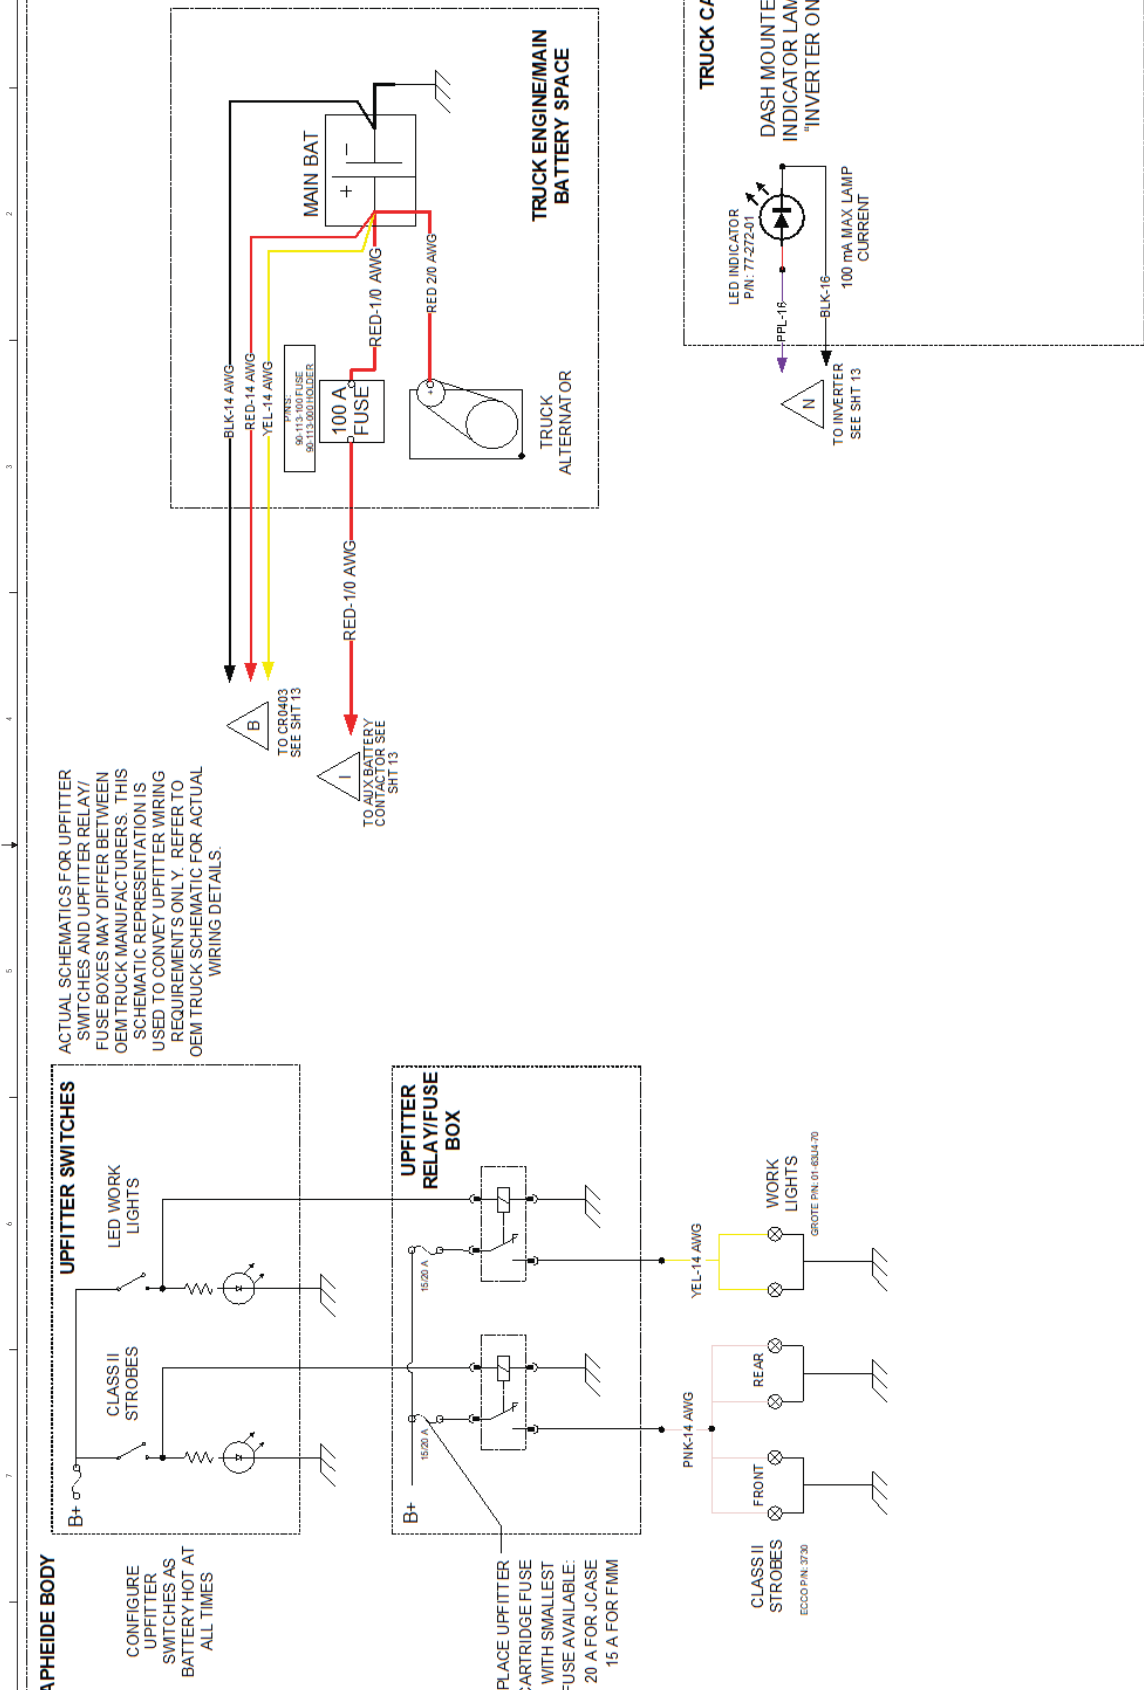 APHEIDE BODY
CONFIGURE
UPFITTER
SWITCHES AS
BATTERY HOT AT
ALL TIMES
UPFITTER SWITCHES
B+
CLASS II
STROBES
LED WORK
LIGHTS
ACTUAL SCHEMATICS FOR UPFITTER
SWITCHES AND UPFITTER RELAY/
FUSE BOXES MAY DIFFER BETWEEN
OEM TRUCK MANUFACTURERS. THIS
SCHEMATIC REPRESENTATION IS
USED TO CONVEY UPFITTER WIRING
REQUIREMENTS ONLY. REFER TO
OEM TRUCK SCHEMATIC FOR ACTUAL
WIRING DETAILS.
UPFITTER
RELAY/FUSE
BOX
B+
15/20 A
15/20 A
PLACE UPFITTER
CARTRIDGE FUSE
WITH SMALLEST
FUSE AVAILABLE:
20 A FOR JCASE
15 A FOR FMM
PNK-14 AWG
YEL-14 AWG
FRONT
REAR
CLASS II
STROBES
ECCO P/N: 3730
WORK
LIGHTS
GROTE P/N: 01-63U4-70
B
TO CR0403
SEE SHT 13
I
TO AUX BATTERY
CONTACTOR SEE
SHT 13
BLK-14 AWG
RED-14 AWG
YEL-14 AWG
RED-1/0 AWG
P/N'S:
90-113-100 FUSE
90-113-000 HOLDER
100 A
FUSE
RED-1/0 AWG
RED 2/0 AWG
MAIN BAT
+
−
+
TRUCK
ALTERNATOR
TRUCK ENGINE/MAIN
BATTERY SPACE
TRUCK CA
DASH MOUNTE
INDICATOR LAM
"INVERTER ON
LED INDICATOR
P/N: 77-272-01
PPL-16
BLK-16
100 mA MAX LAMP
CURRENT
N
TO INVERTER
SEE SHT 13
2
3
4
5
6
7